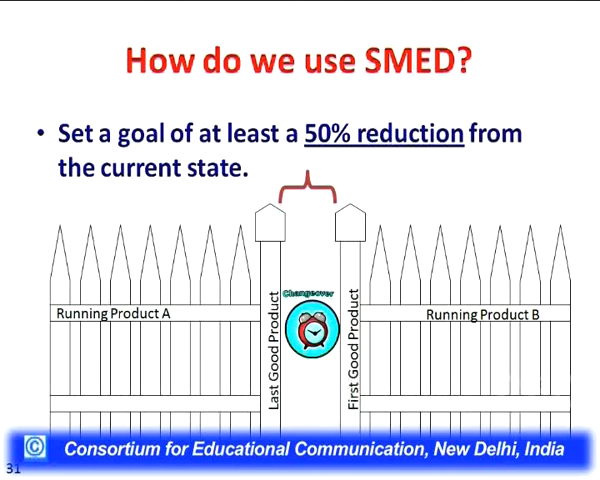 How do we use SMED?
• Set a goal of at least a 50% reduction from
the current state.
Changeover
Running Product A
Last Good Product
First Good Product
Running Product B
© Consortium for Educational Communication, New Delhi, India
31